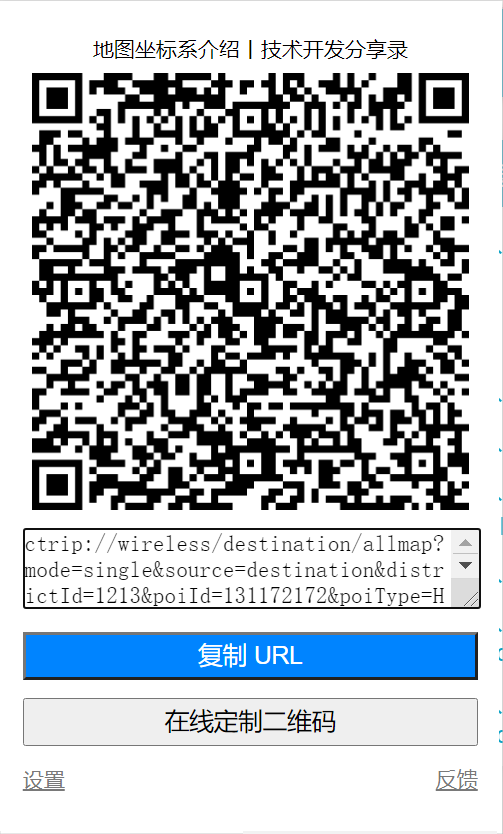 地图坐标系介绍丨技术开发分享录
ctrip://wireless/destination/allmap?
mode=single&source=destination&distr
ictId=1213&poiId=131172172&poiType=H
复制 URL
在线定制二维码
设置
反馈